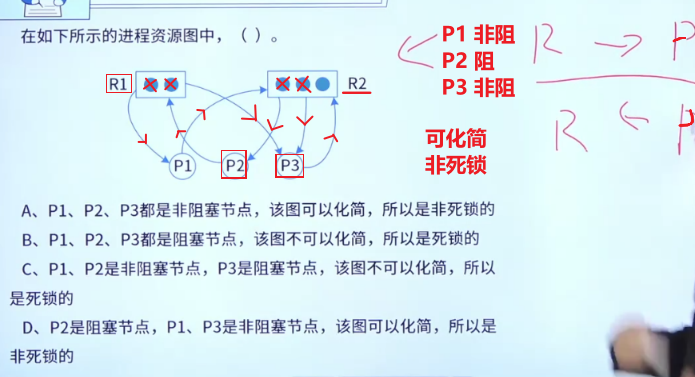 在如下所示的进程资源图中，（ ）。
P1 非阻
P2 阻
P3 非阻
R → P
R ← P
可化简
非死锁
R1
R2
P1
P2
P3
A、P1、P2、P3都是非阻塞节点，该图可以化简，所以是非死锁的
B、P1、P2、P3都是阻塞节点，该图不可以化简，所以是死锁的
C、P1、P2是非阻塞节点，P3是阻塞节点，该图不可以化简，所以
是死锁的
D、P2是阻塞节点，P1、P3是非阻塞节点，该图可以化简，所以是
非死锁的